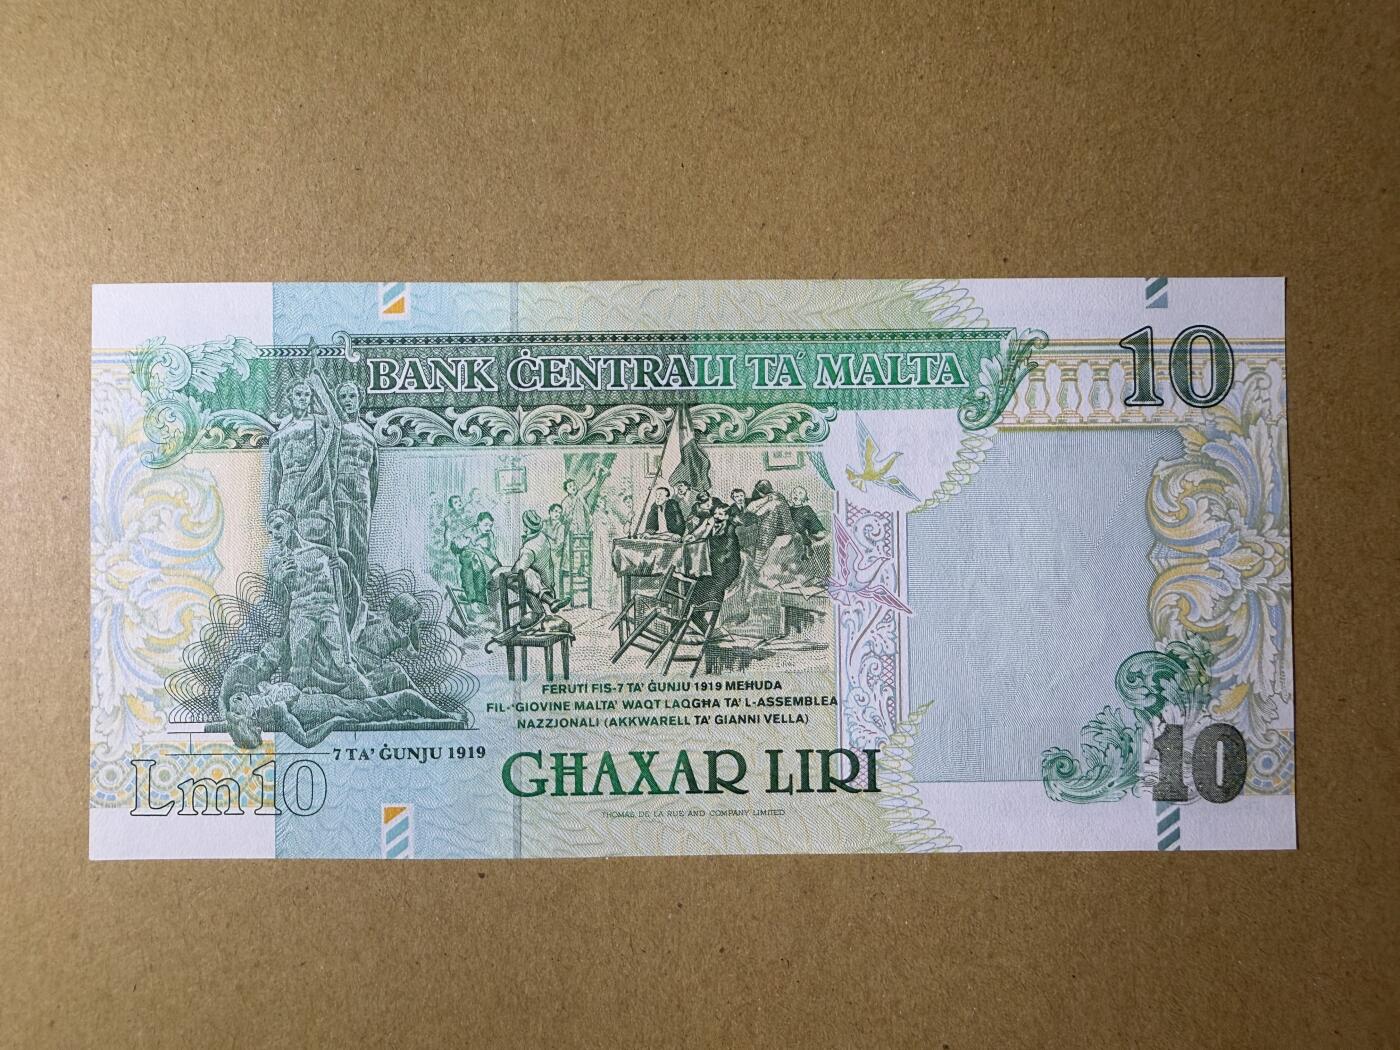 BANK ĊENTRALI TA' MALTA
10
FERUTI FIS-7 TA' ĠUNJU 1919 MEĦUDA
FIL-'GIOVINE MALTA' WAQT LAQGĦA TA' L-ASSEMBLEA
NAZZJONALI (AKKWARELL TA' GIANNI VELLA)
7 TA' ĠUNJU 1919
GĦAXAR LIRI
Lm10
10
THOMAS DE LA RUE AND COMPANY LIMITED